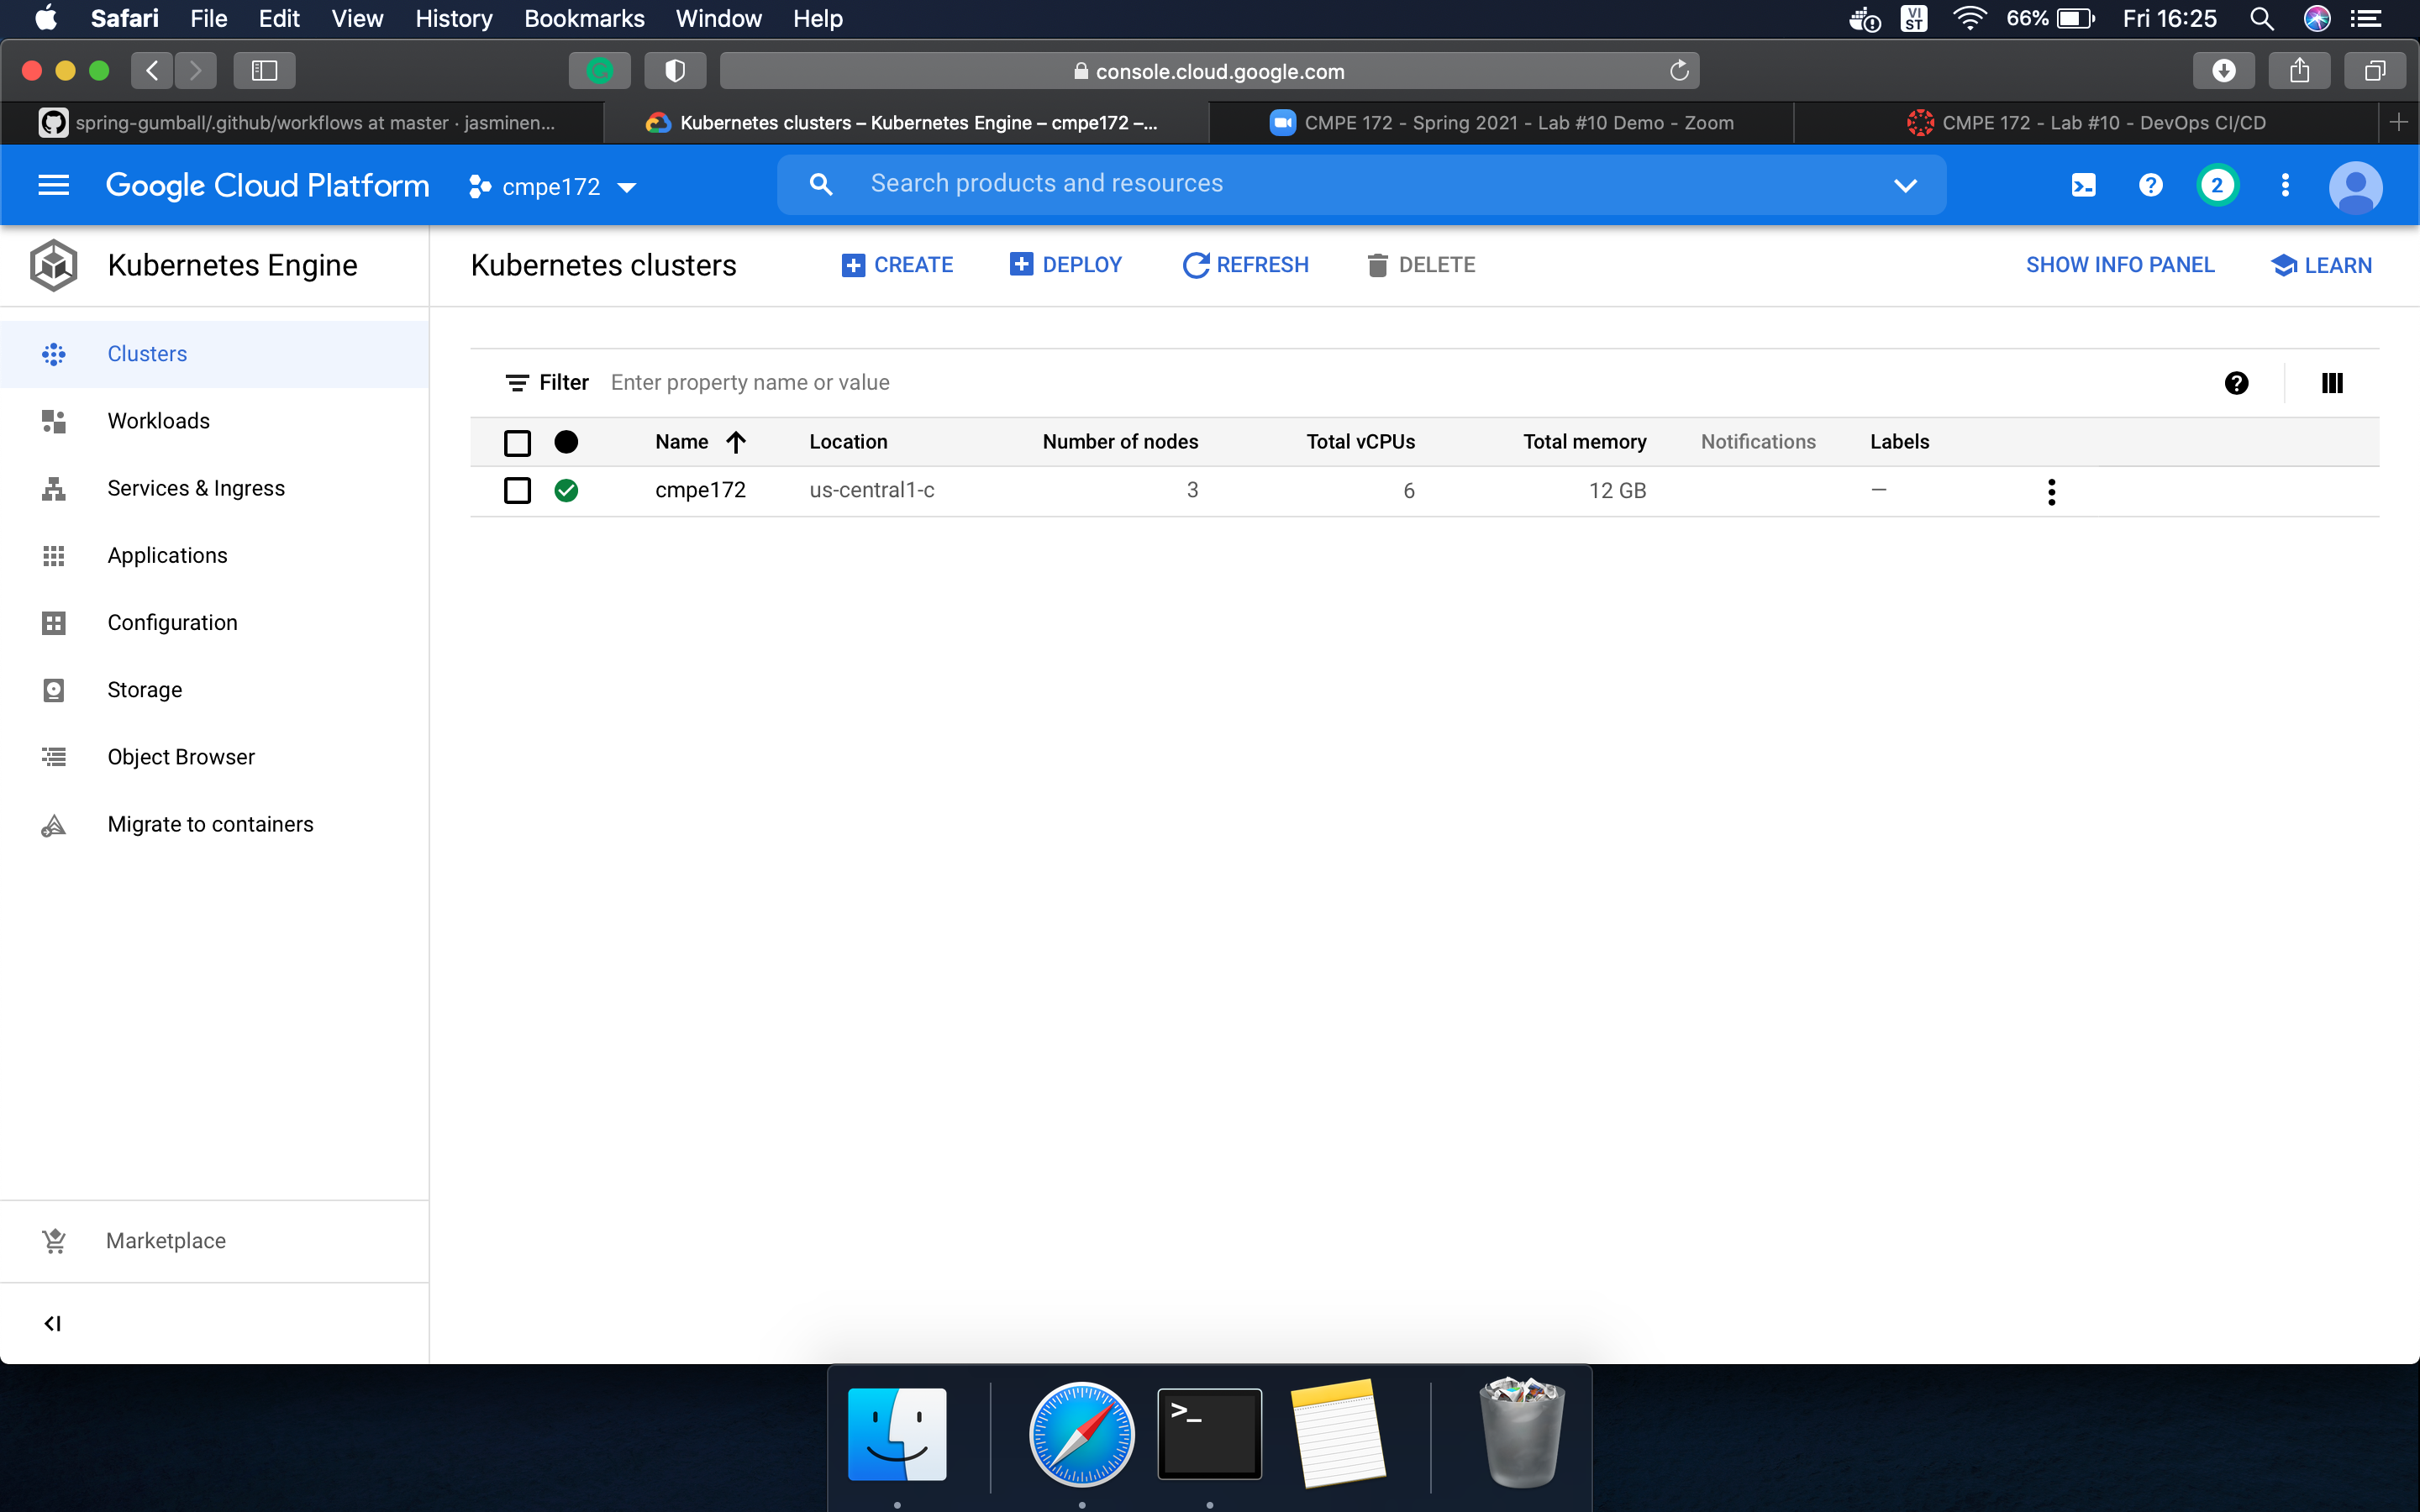 Safari File Edit View History Bookmarks Window Help VI ST 66% Fri 16:25
console.cloud.google.com
spring-gumball/.github/workflows at master · jasminen... Kubernetes clusters – Kubernetes Engine – cmpe172 –... CMPE 172 - Spring 2021 - Lab #10 Demo - Zoom CMPE 172 - Lab #10 - DevOps CI/CD
Google Cloud Platform cmpe172 Search products and resources 2
Kubernetes Engine Kubernetes clusters CREATE DEPLOY REFRESH DELETE SHOW INFO PANEL LEARN
Clusters
Workloads
Services & Ingress
Applications
Configuration
Storage
Object Browser
Migrate to containers
Marketplace
Filter Enter property name or value
Name Location Number of nodes Total vCPUs Total memory Notifications Labels
cmpe172 us-central1-c 3 6 12 GB —
>_